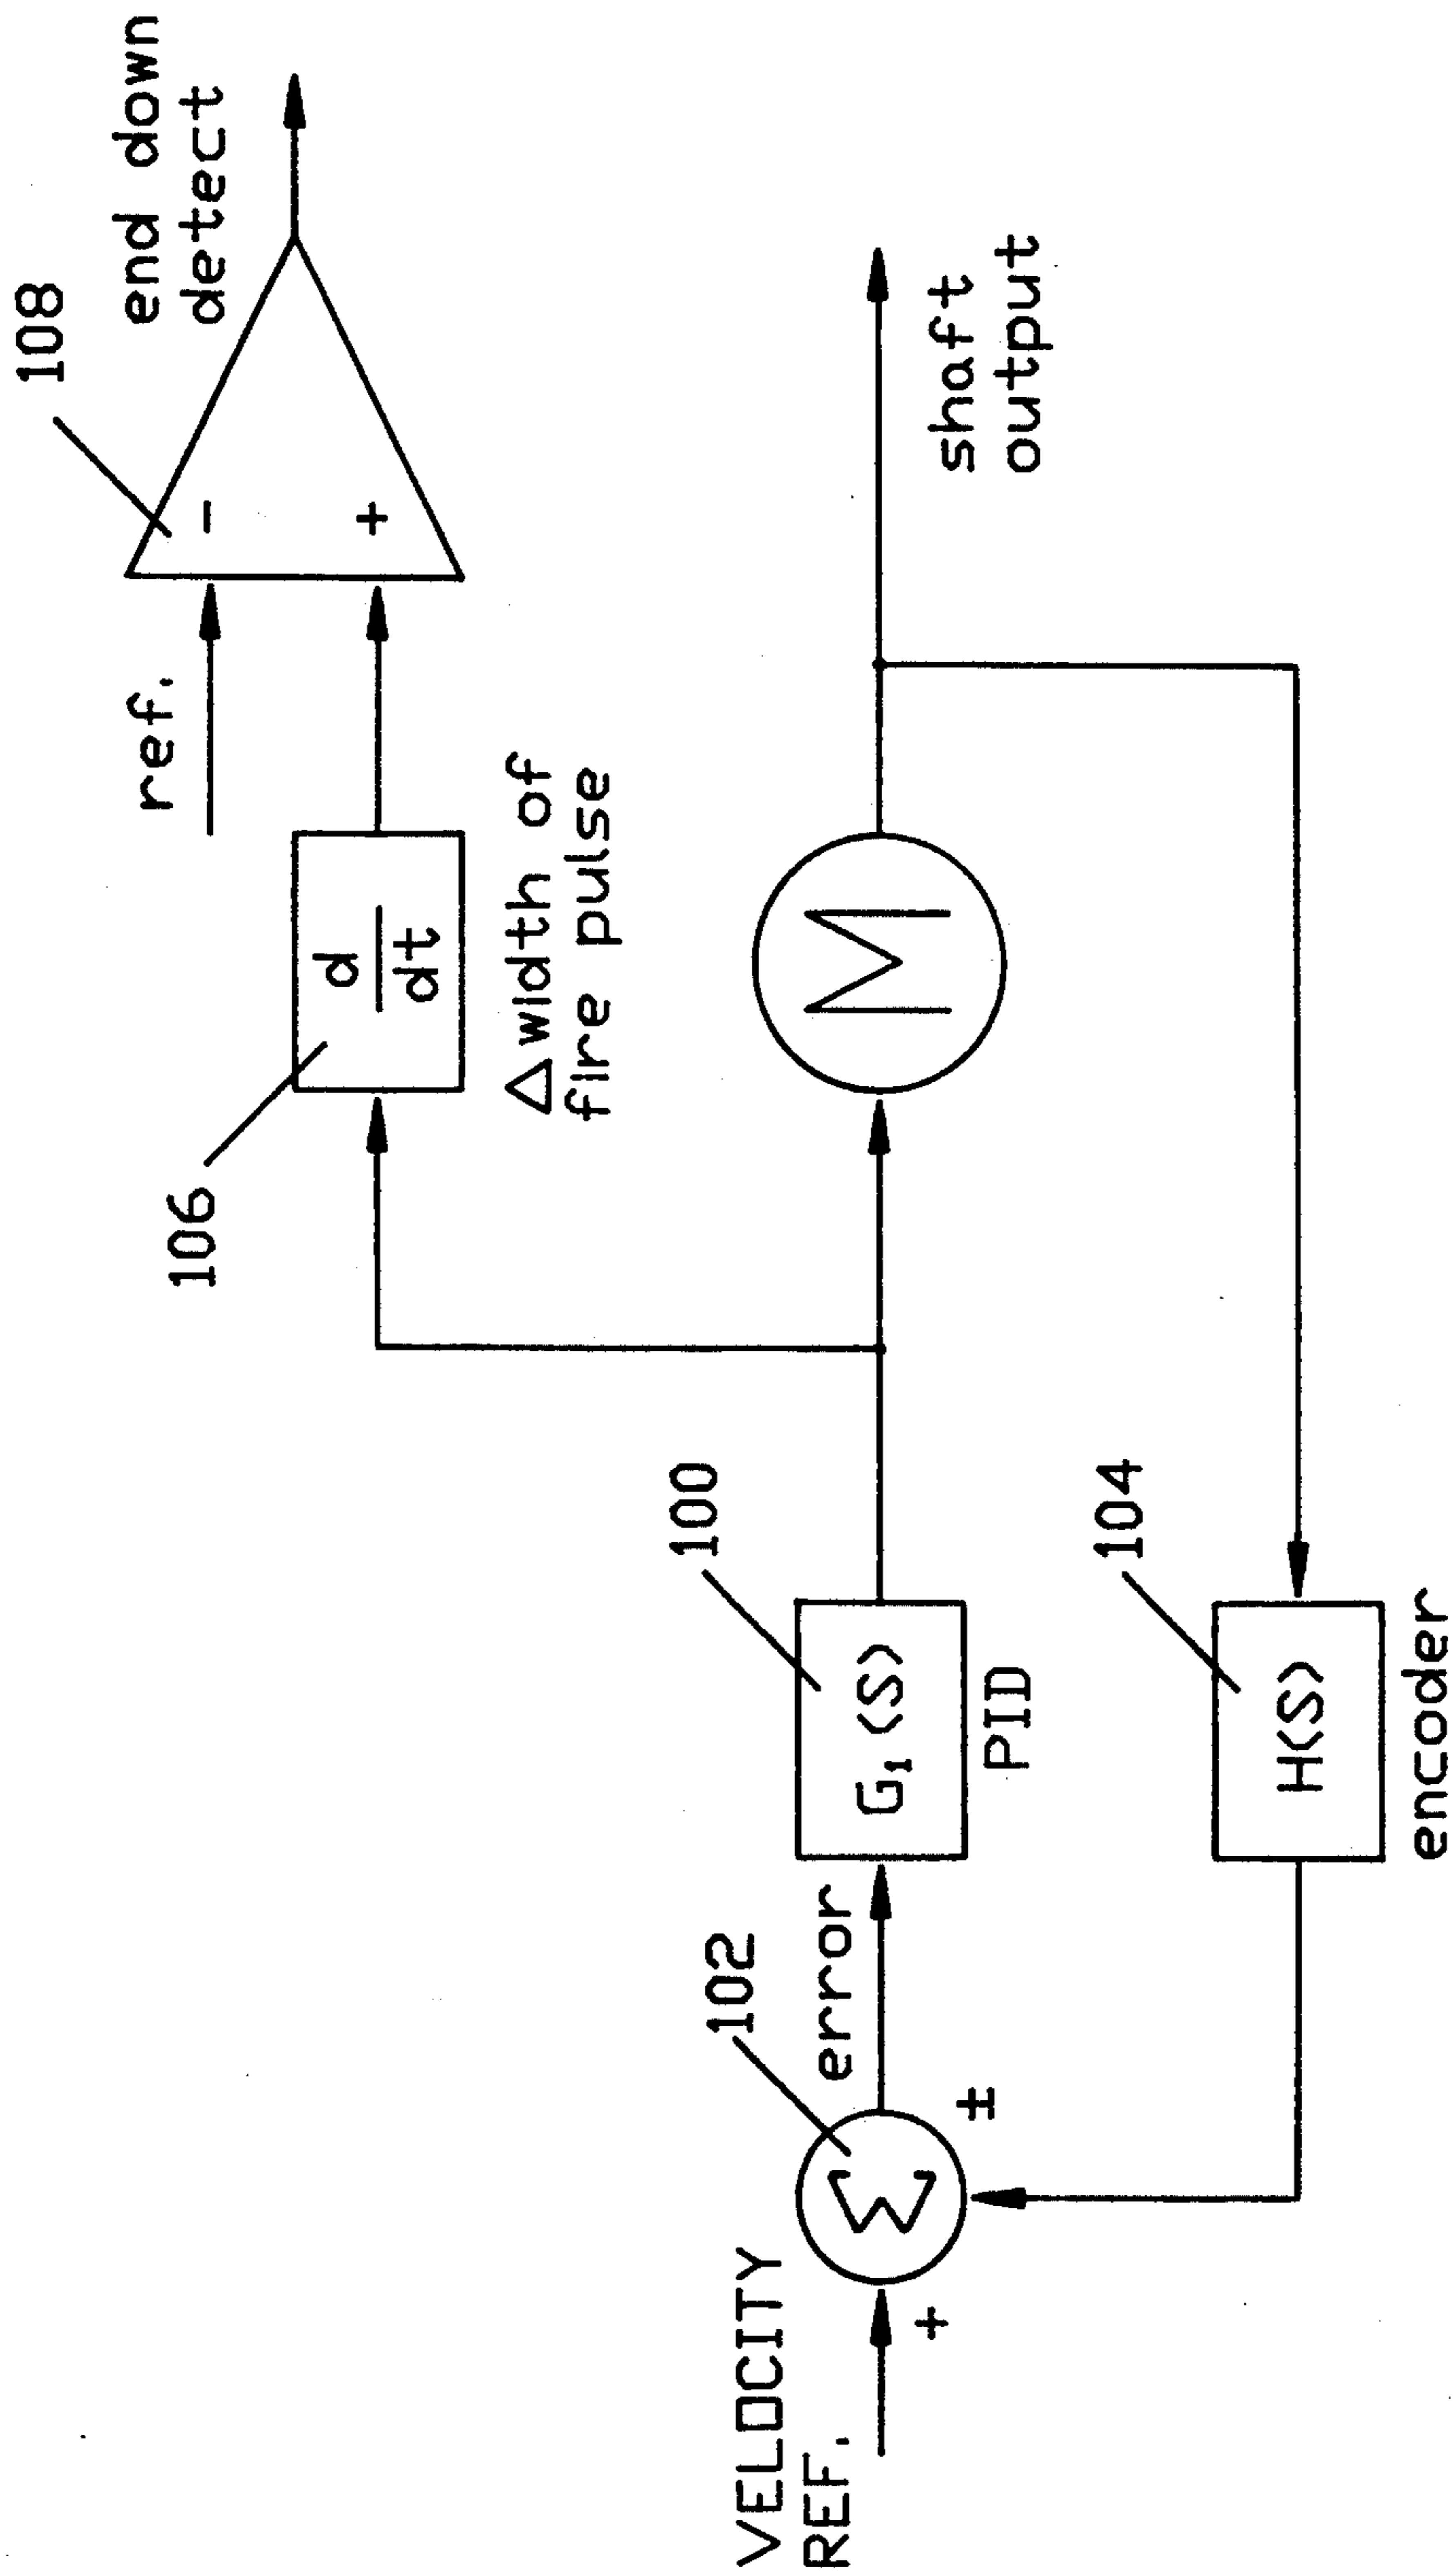 108
end down
detect
ref.
-
+
106
d
dt
△width of
fire pulse
M
shaft
output
VELOCITY
REF.
+
102
Σ
±
error
100
G₁(S)
PID
104
H(S)
encoder